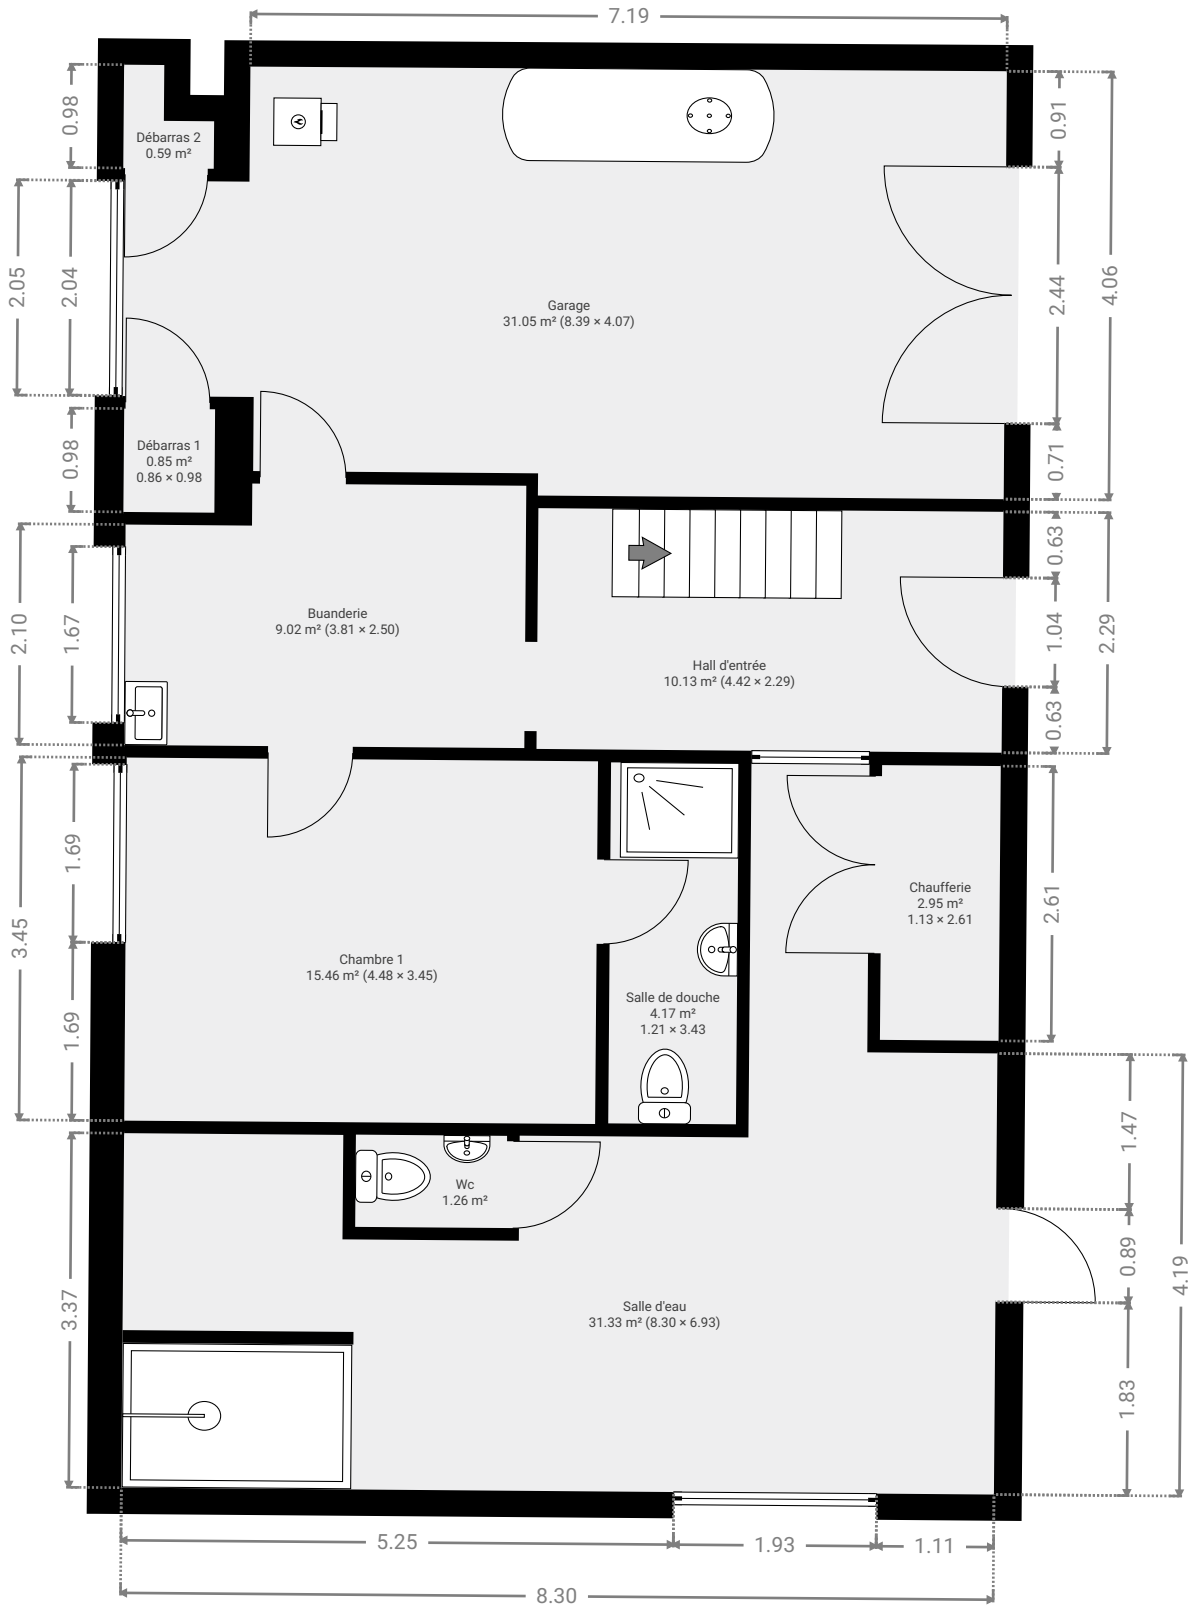 7.19
0.98
0.91
Débarras 2
0.59 m²
2.05
2.04
2.44
4.06
Garage
31.05 m² (8.39 × 4.07)
0.98
Débarras 1
0.85 m²
0.86 × 0.98
0.71
0.63
2.10
1.67
Buanderie
9.02 m² (3.81 × 2.50)
1.04
2.29
Hall d'entrée
10.13 m² (4.42 × 2.29)
0.63
1.69
3.45
Chaufferie
2.95 m²
1.13 × 2.61
2.61
Chambre 1
15.46 m² (4.48 × 3.45)
Salle de douche
4.17 m²
1.21 × 3.43
1.69
1.47
Wc
1.26 m²
0.89
4.19
3.37
Salle d'eau
31.33 m² (8.30 × 6.93)
1.83
5.25
1.93
1.11
8.30